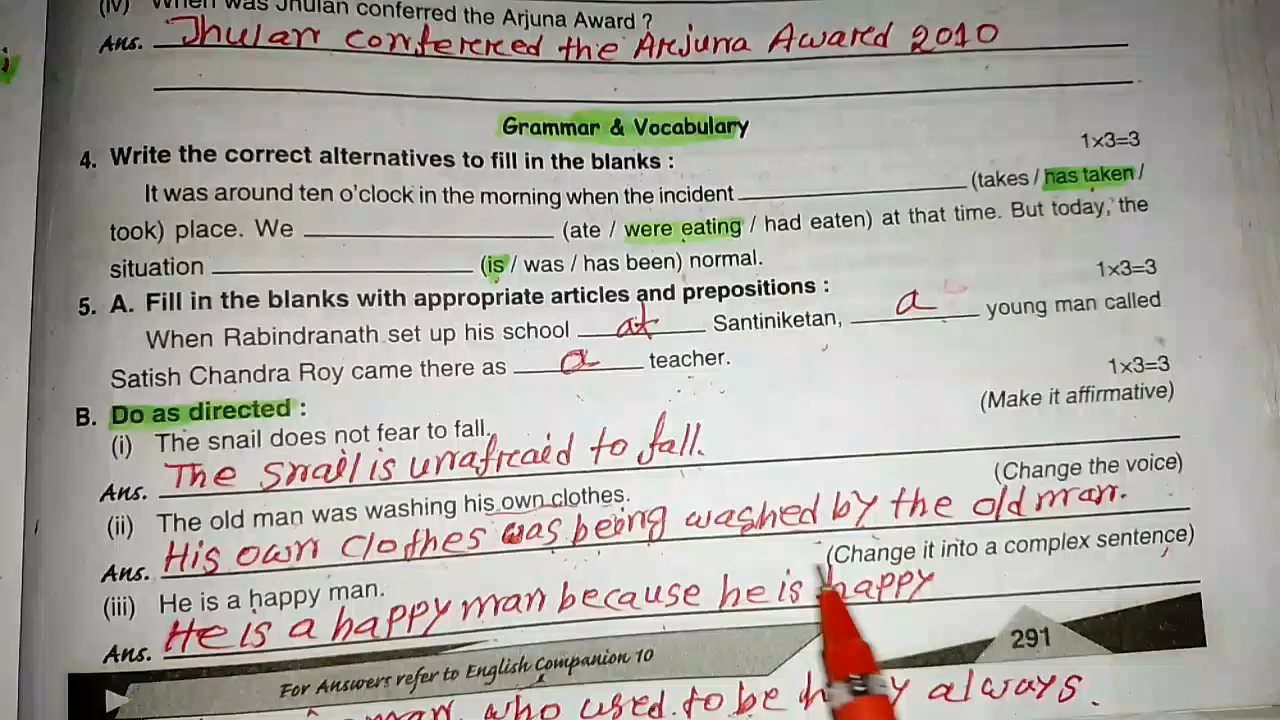 (iv) When was Jhulan conferred the Arjuna Award ?
Ans. Jhulan conferered the Arjuna Award 2010
Grammar & Vocabulary
4. Write the correct alternatives to fill in the blanks : 1×3=3
It was around ten o'clock in the morning when the incident ____________ (takes / has taken /
took) place. We ____________ (ate / were eating / had eaten) at that time. But today, the
situation ____________ (is / was / has been) normal.
5. A. Fill in the blanks with appropriate articles and prepositions : 1×3=3
When Rabindranath set up his school at Santiniketan, a young man called
Satish Chandra Roy came there as a teacher.
B. Do as directed : 1×3=3
(i) The snail does not fear to fall. (Make it affirmative)
Ans. The snail is unafraid to fall.
(ii) The old man was washing his own clothes. (Change the voice)
Ans. His own clothes was being washed by the old man.
(iii) He is a happy man. (Change it into a complex sentence)
Ans. He is a happy man because he is happy
For Answers refer to English Companion 10
291
man who used to be happy always.